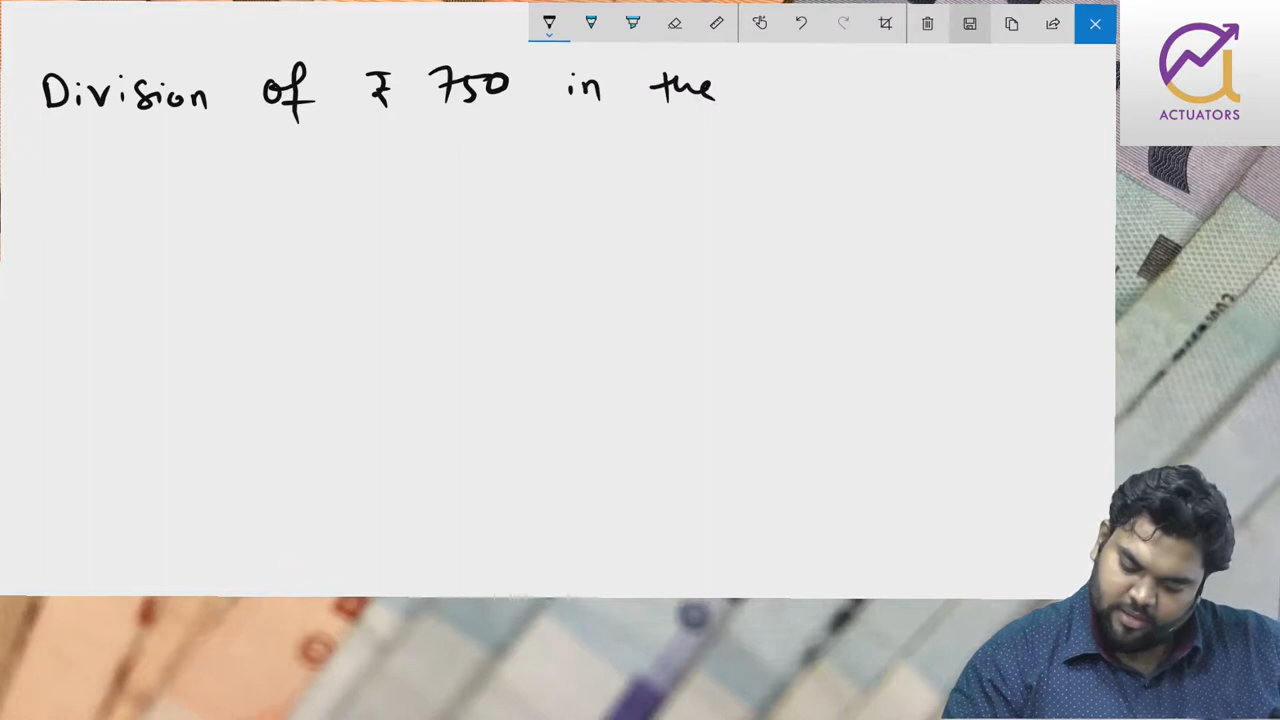 Division of ₹ 750 in the
ACTUATORS